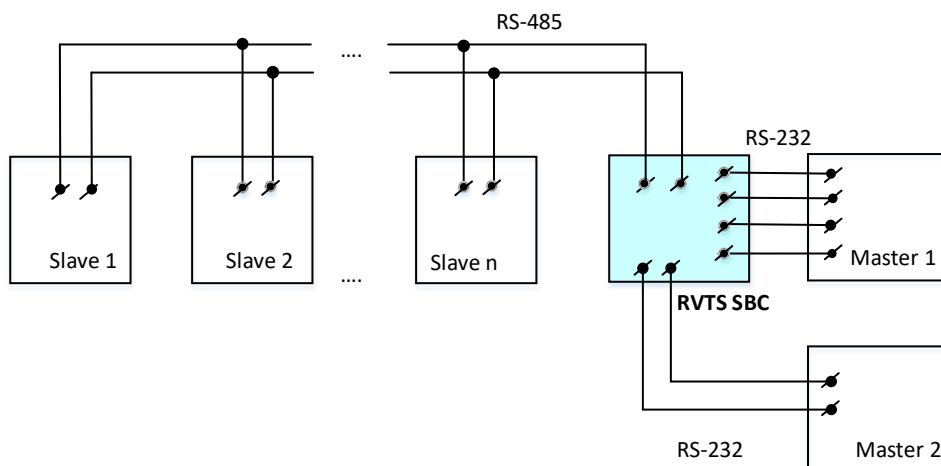 RS-485
....
RS-232
Slave 1
Slave 2
....
Slave n
Master 1
RVTS SBC
RS-232
Master 2